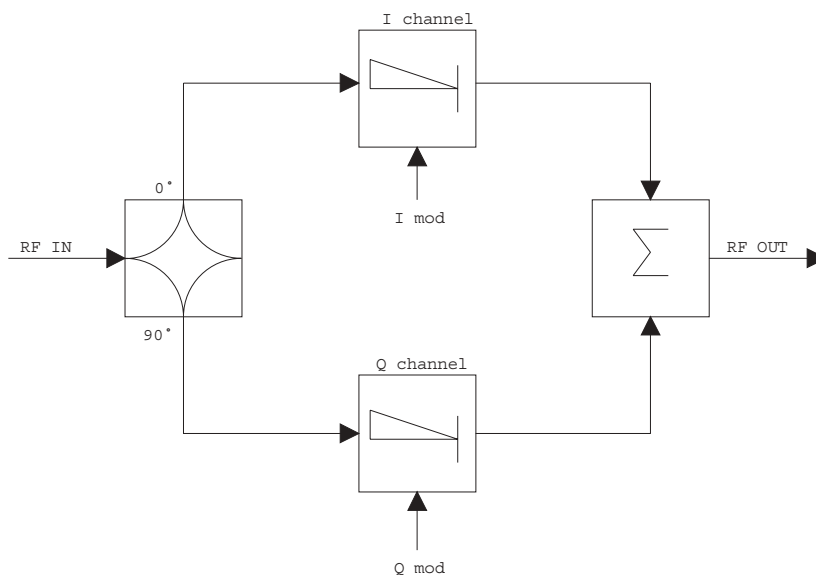 I channel
0°
I mod
RF IN
Σ
RF OUT
90°
Q channel
Q mod